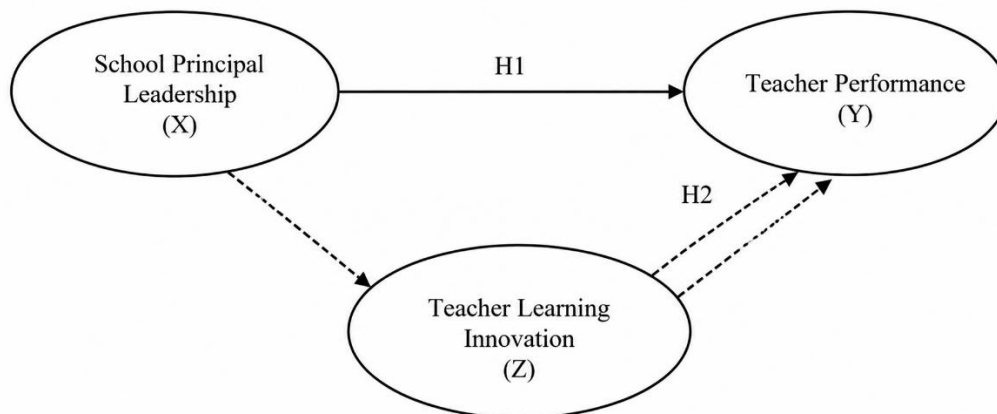 School Principal
Leadership
(X)
H1
Teacher Performance
(Y)
H2
Teacher Learning
Innovation
(Z)